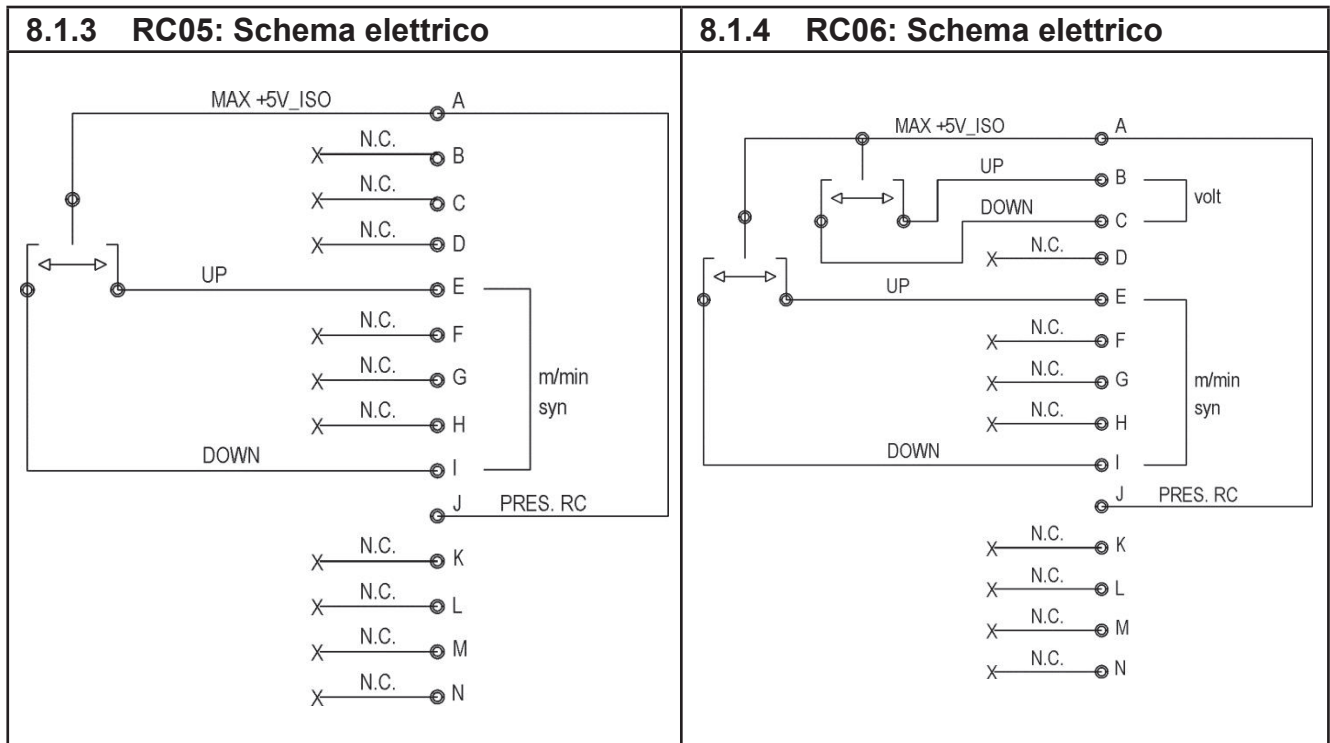 8.1.3 RC05: Schema elettrico
MAX +5V_ISO A
N.C. B
N.C. C
N.C. D
UP E
N.C. F
N.C. G m/min
N.C. H syn
DOWN I
J PRES. RC
N.C. K
N.C. L
N.C. M
N.C. N
8.1.4 RC06: Schema elettrico
MAX +5V_ISO A
UP B
volt
DOWN C
N.C. D
UP E
N.C. F
N.C. G m/min
N.C. H syn
DOWN I
J PRES. RC
N.C. K
N.C. L
N.C. M
N.C. N